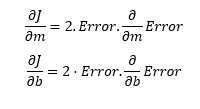 ∂J/∂m = 2. Error. ∂/∂m Error
∂J/∂b = 2 · Error. ∂/∂b Error